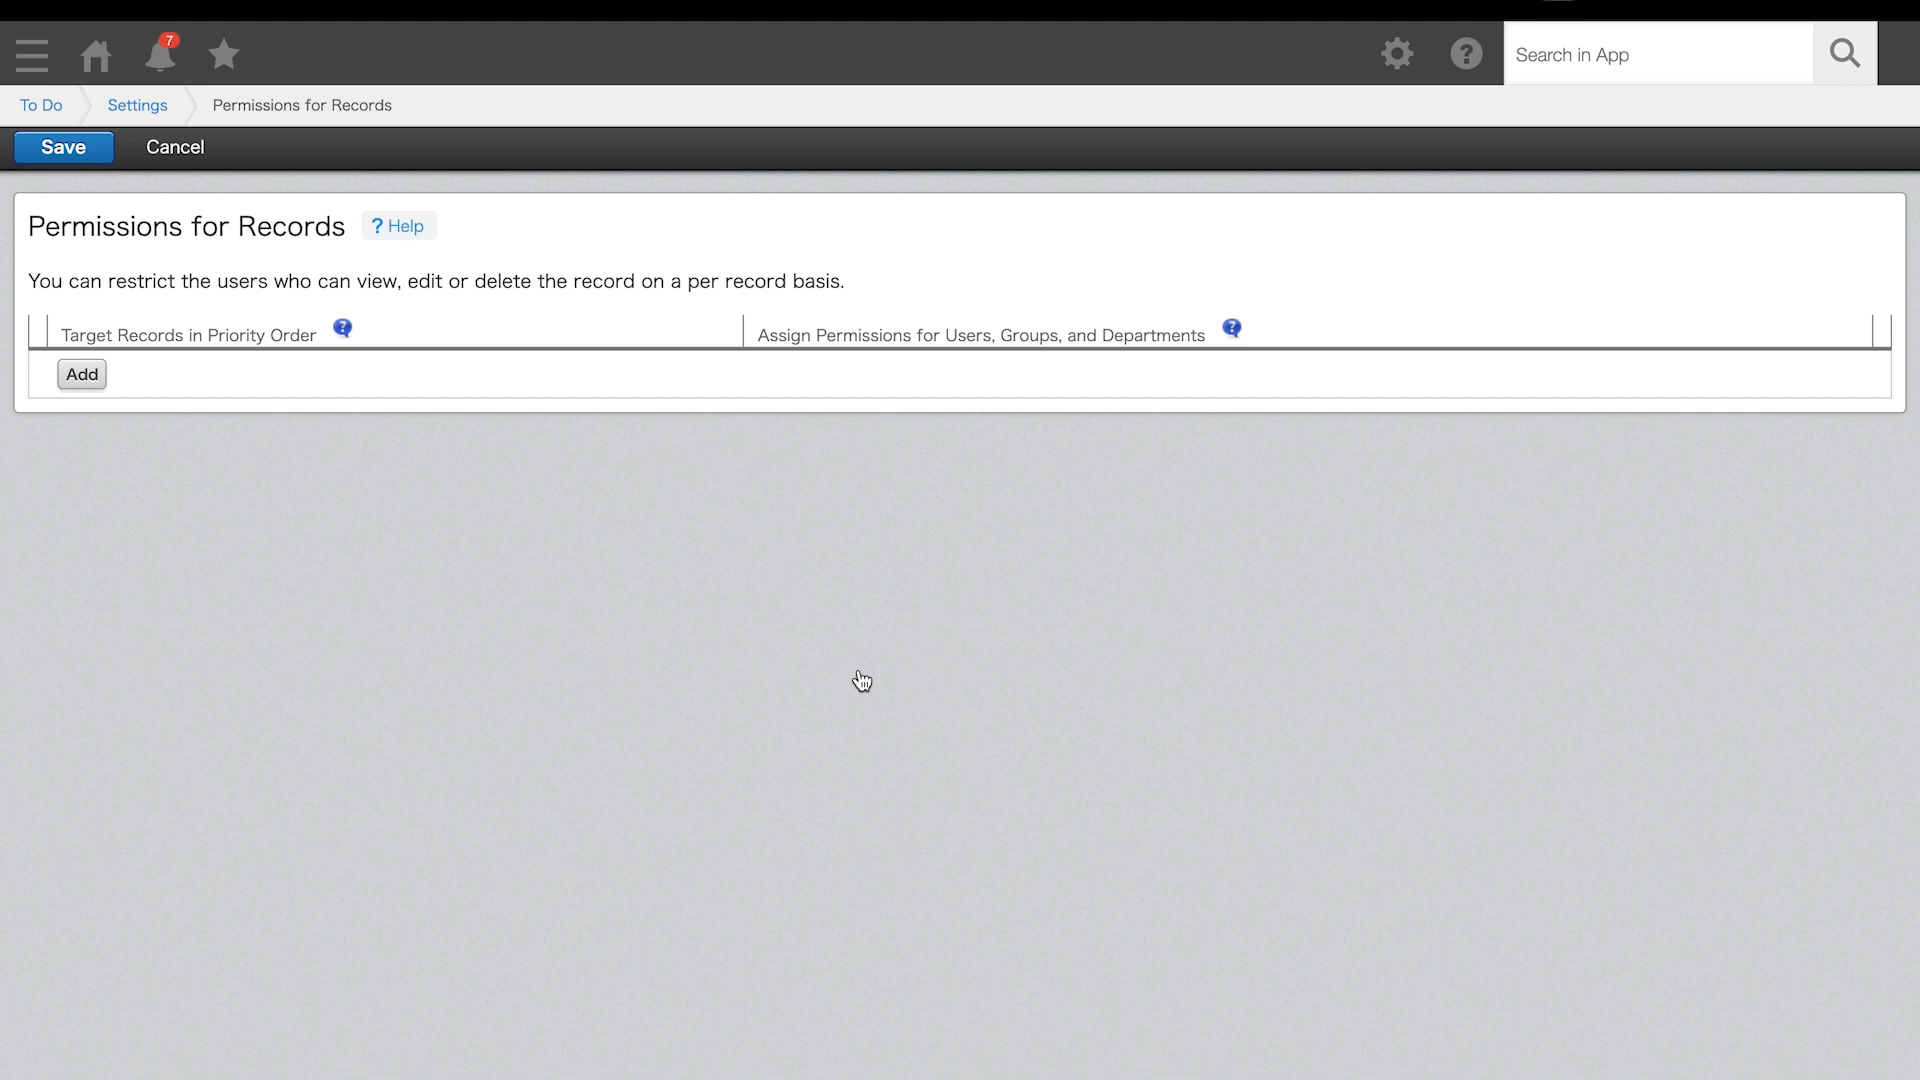 7
Search in App
To Do Settings Permissions for Records
Save Cancel
Permissions for Records ? Help
You can restrict the users who can view, edit or delete the record on a per record basis.
Target Records in Priority Order ? Assign Permissions for Users, Groups, and Departments ?
Add